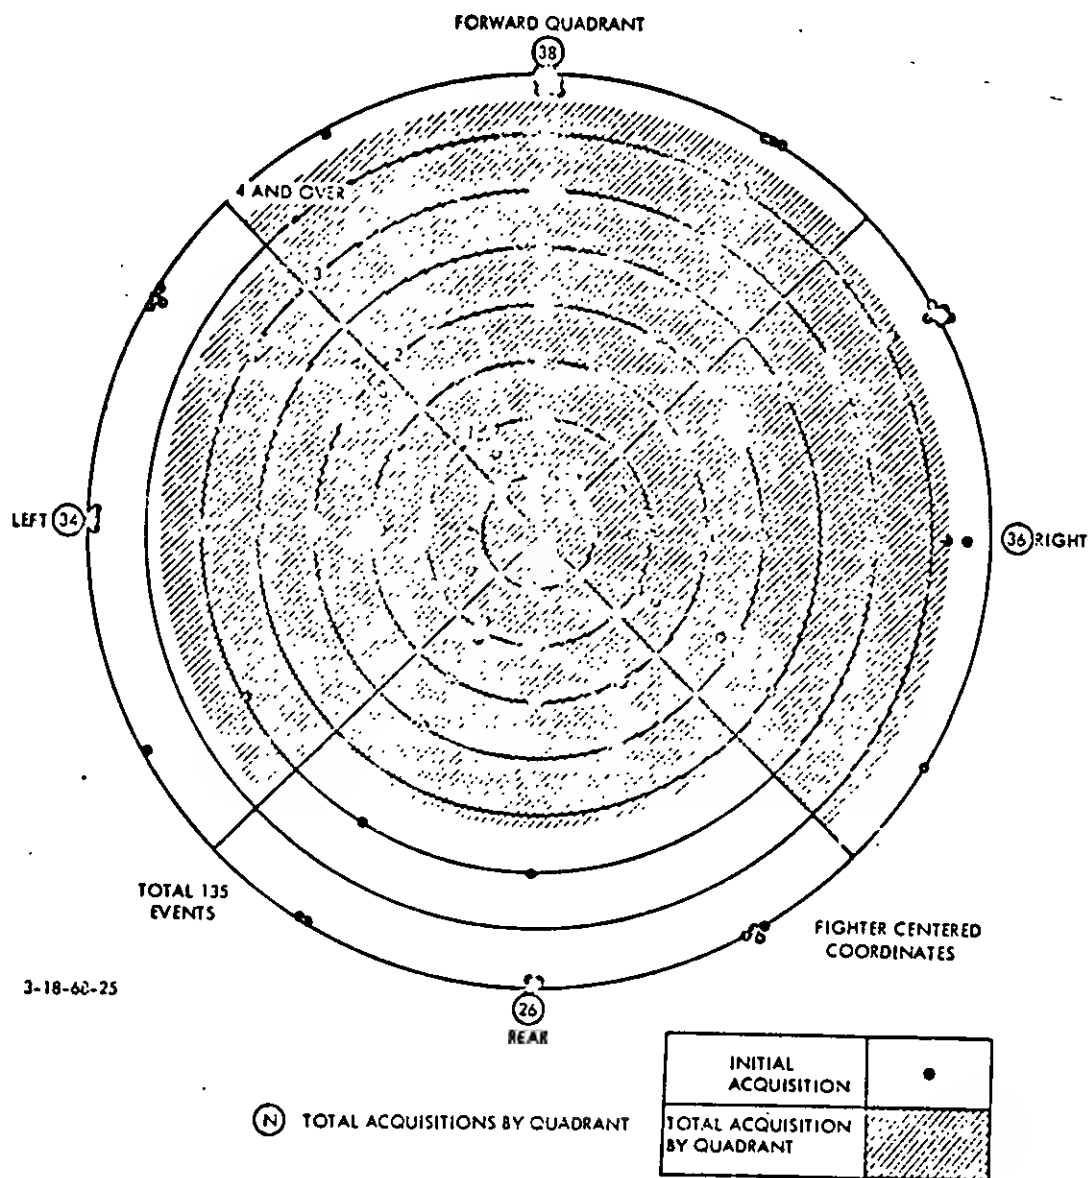 FORWARD QUADRANT
38
4 AND OVER
3
2
1
LEFT 34
36 RIGHT
TOTAL 135
EVENTS
FIGHTER CENTERED
COORDINATES
26
REAR
INITIAL
ACQUISITION
N TOTAL ACQUISITIONS BY QUADRANT
TOTAL ACQUISITION
BY QUADRANT